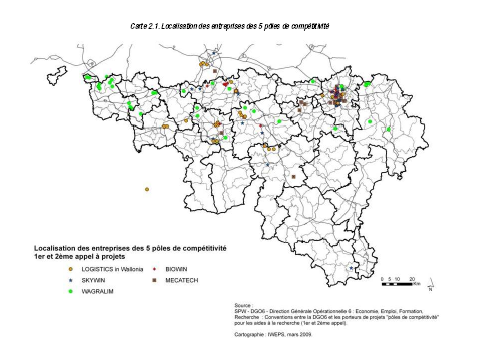 Carte 2.1. Localisation des entreprises des 5 pôles de compétitivité
Localisation des entreprises des 5 pôles de compétitivité
1er et 2ème appel à projets
LOGISTICS in Wallonia
BIOWIN
SKYWIN
MECATECH
WAGRALIM
0 5 10 20
Km
N
Source :
SPW - DGO6 - Direction Générale Opérationnelle 6 : Economie, Emploi, Formation,
Recherche : Conventions entre la DGO6 et les porteurs de projets "pôles de compétitivité"
pour les aides à la recherche (1er et 2ème appel).
Cartographie : IWEPS, mars 2009.